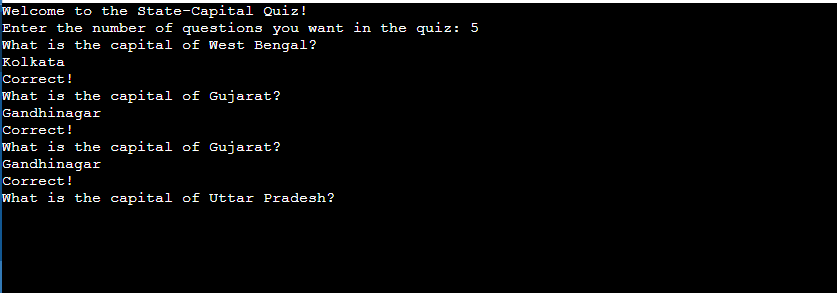 Welcome to the State-Capital Quiz!
Enter the number of questions you want in the quiz: 5
What is the capital of West Bengal?
Kolkata
Correct!
What is the capital of Gujarat?
Gandhinagar
Correct!
What is the capital of Gujarat?
Gandhinagar
Correct!
What is the capital of Uttar Pradesh?